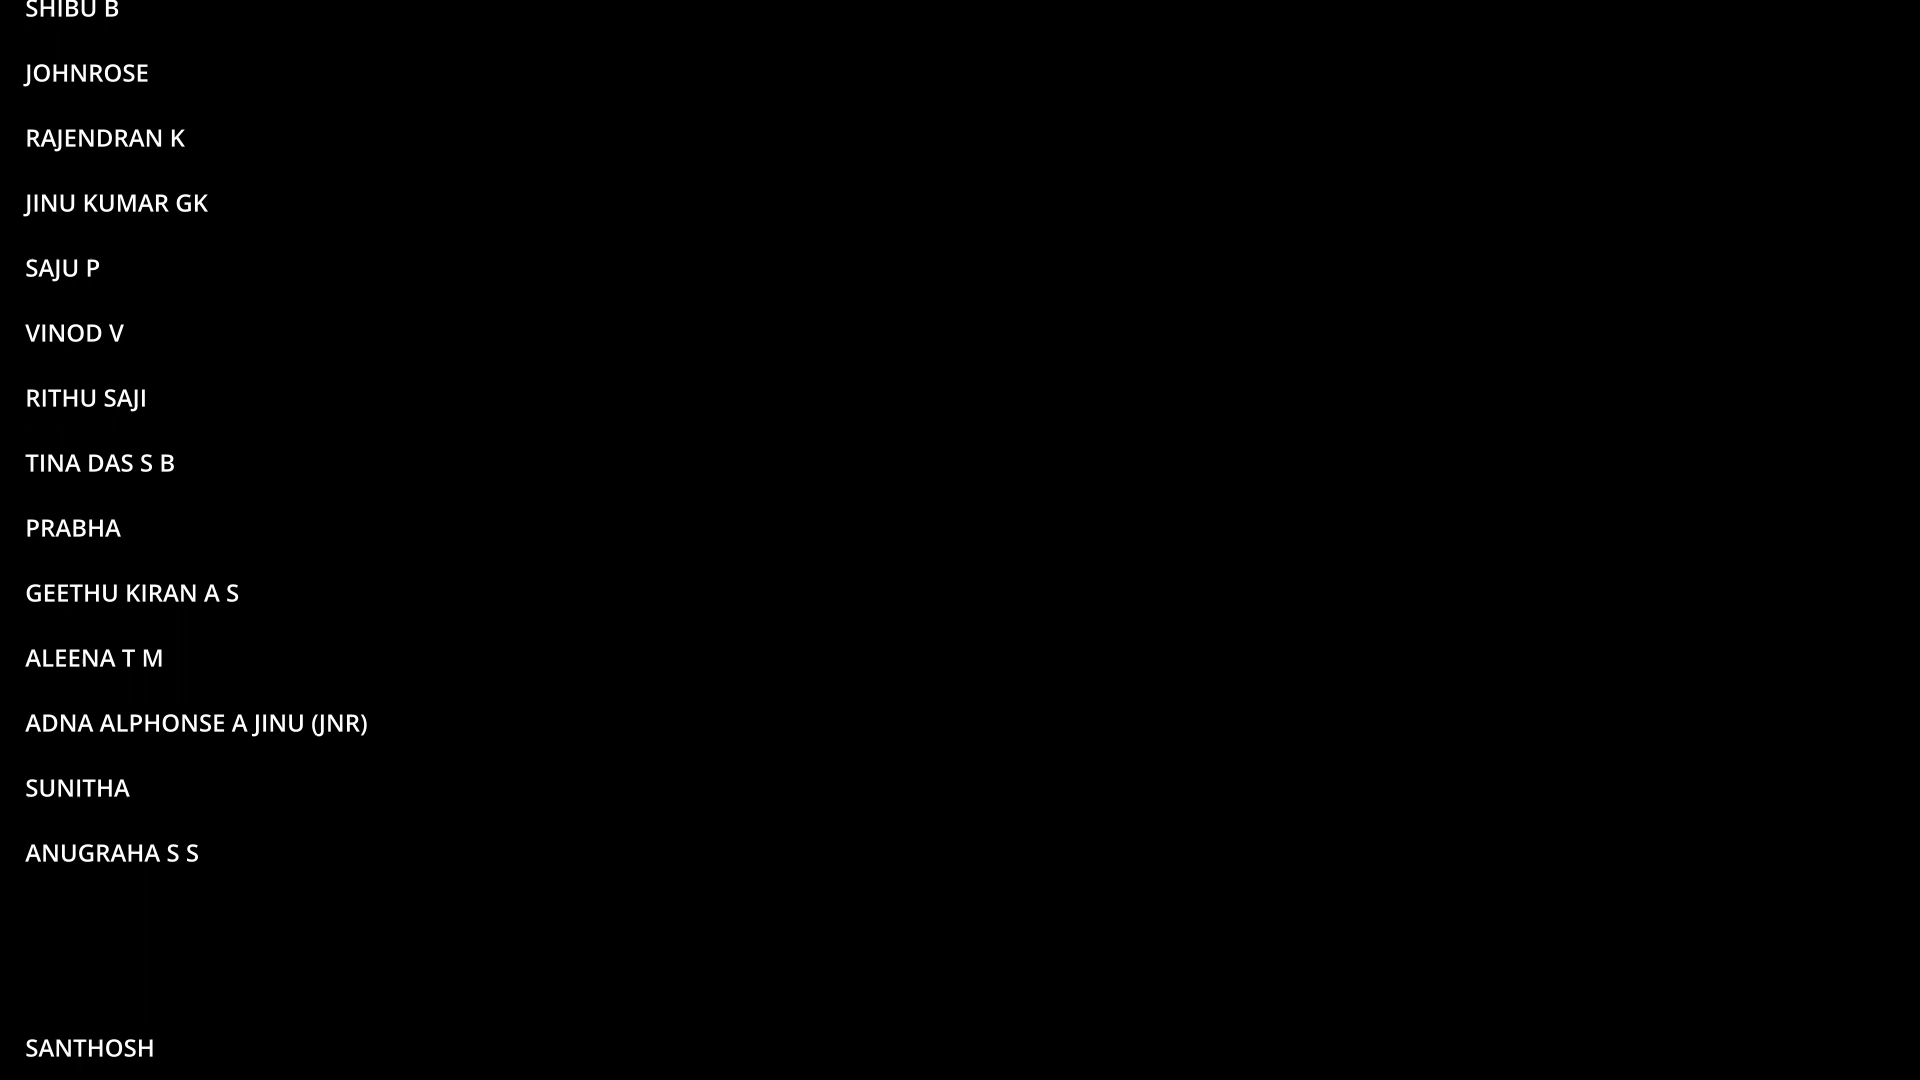 SHIBU B
JOHNROSE
RAJENDRAN K
JINU KUMAR GK
SAJU P
VINOD V
RITHU SAJI
TINA DAS S B
PRABHA
GEETHU KIRAN A S
ALEENA T M
ADNA ALPHONSE A JINU (JNR)
SUNITHA
ANUGRAHA S S
SANTHOSH